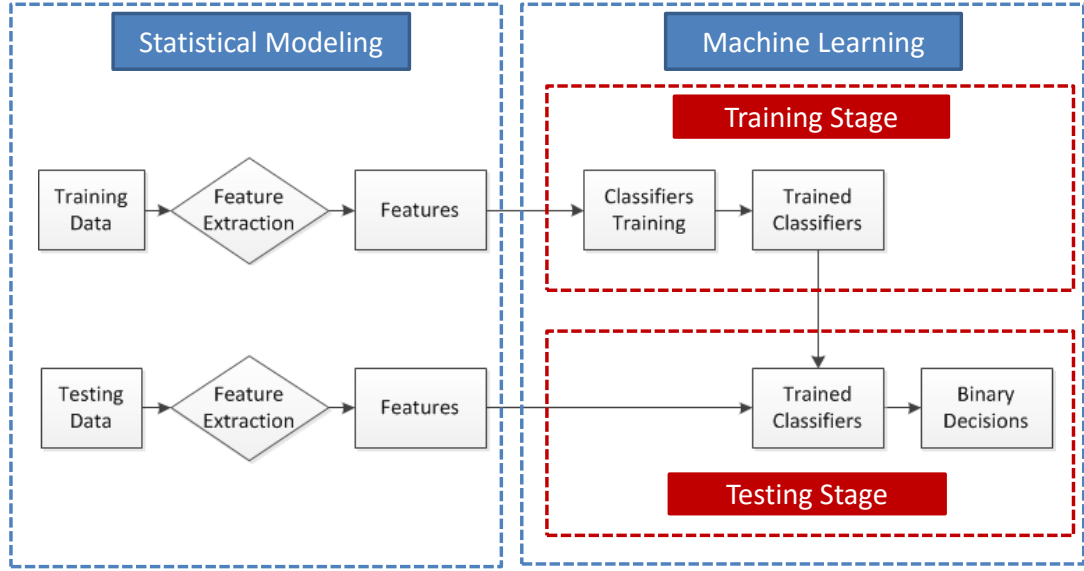 Statistical Modeling
Machine Learning
Training Stage
Training
Data
Feature
Extraction
Features
Classifiers
Training
Trained
Classifiers
Testing
Data
Feature
Extraction
Features
Trained
Classifiers
Binary
Decisions
Testing Stage